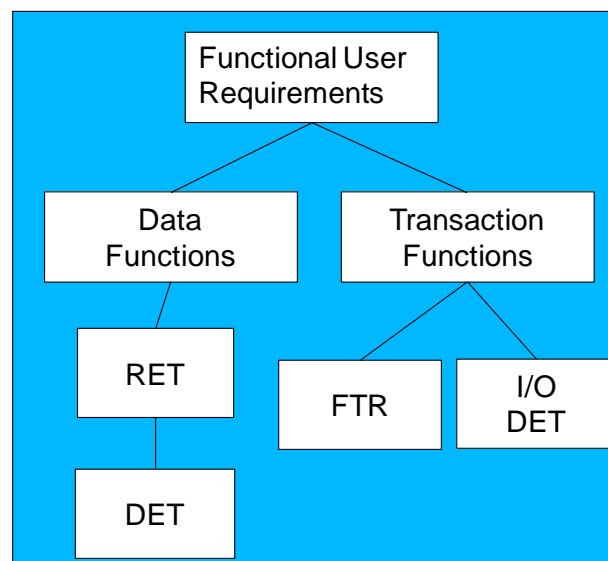 Functional User
Requirements
Data
Functions
Transaction
Functions
RET
FTR
I/O
DET
DET